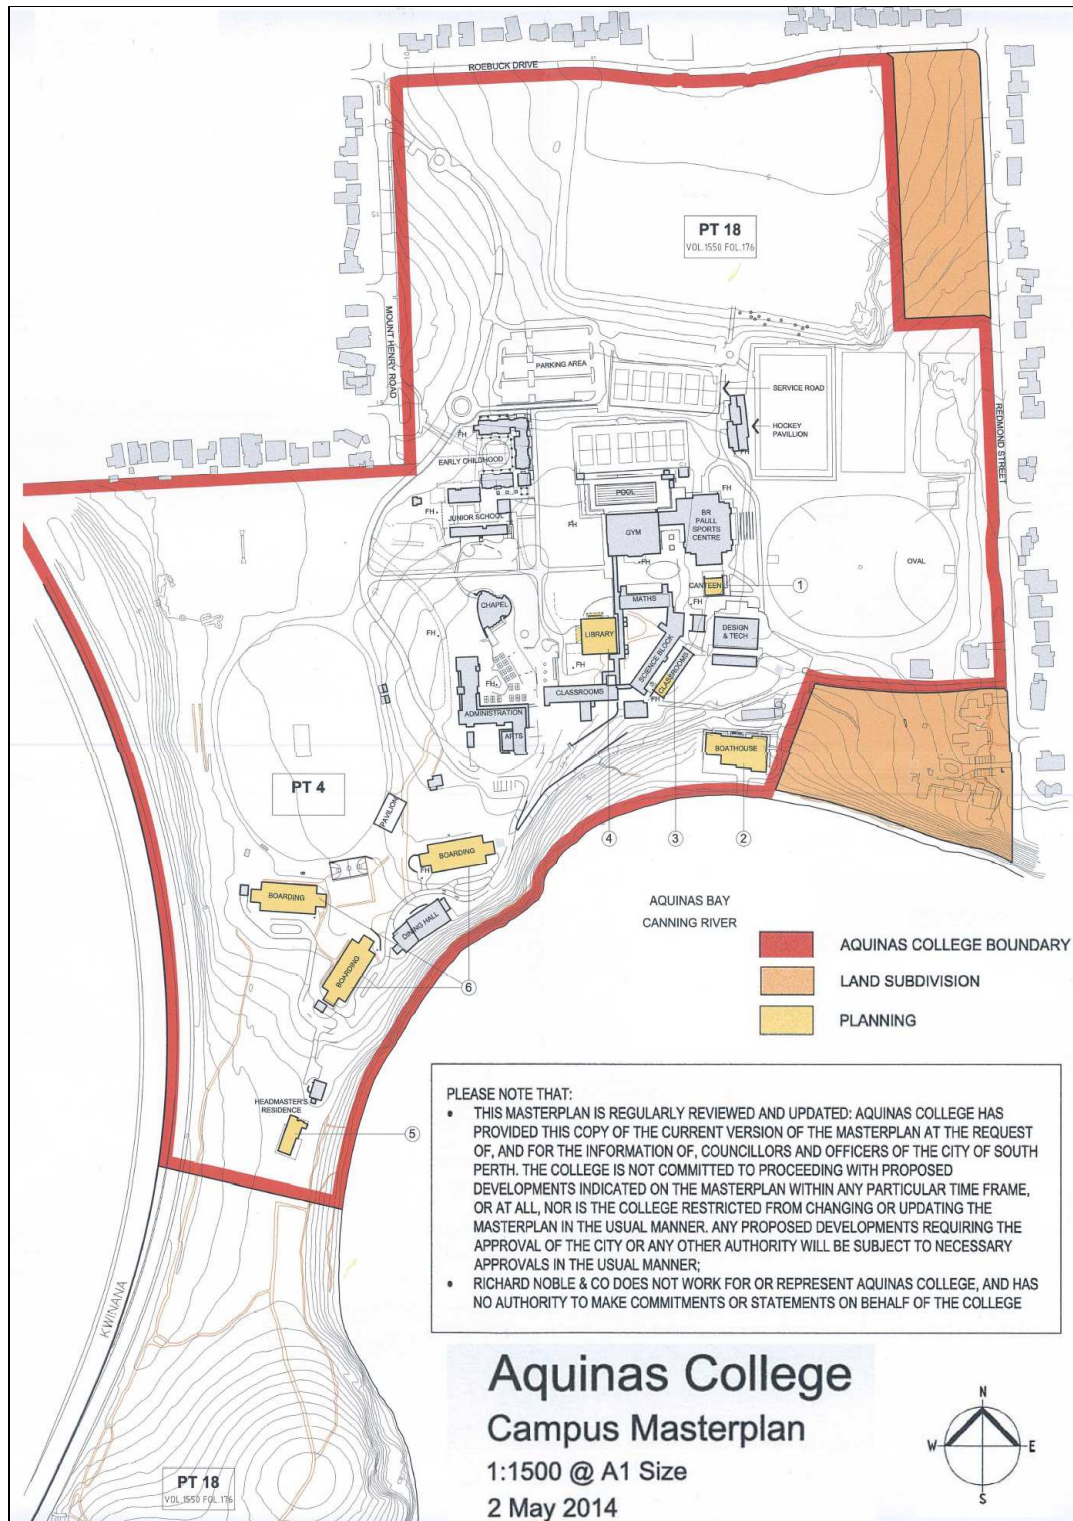 ROEBUCK DRIVE
PT 18
VOL.1550 FOL.176
MOUNT HENRY ROAD
PARKING AREA
SERVICE ROAD
HOCKEY
PAVILLION
REDMOND STREET
FH
FH
EARLY CHILDHOOD
POOL
FH
JUNIOR SCHOOL
FH
FH
GYM
BR
PAULL
SPORTS
CENTRE
OVAL
FH
CANTEEN
1
MATHS
FH
CHAPEL
FH
LIBRARY
DESIGN
& TECH
SCIENCE BLOCK
CLASSROOMS
FH
FH
CLASSROOMS
FH
ADMINISTRATION
ARTS
BOATHOUSE
PT 4
PAVILION
4
3
2
BOARDING
FH
BOARDING
DINING HALL
BOARDING
6
AQUINAS BAY
CANNING RIVER
AQUINAS COLLEGE BOUNDARY
LAND SUBDIVISION
PLANNING
HEADMASTER'S
RESIDENCE
5
KWINANA
PLEASE NOTE THAT:
• THIS MASTERPLAN IS REGULARLY REVIEWED AND UPDATED: AQUINAS COLLEGE HAS
PROVIDED THIS COPY OF THE CURRENT VERSION OF THE MASTERPLAN AT THE REQUEST
OF, AND FOR THE INFORMATION OF, COUNCILLORS AND OFFICERS OF THE CITY OF SOUTH
PERTH. THE COLLEGE IS NOT COMMITTED TO PROCEEDING WITH PROPOSED
DEVELOPMENTS INDICATED ON THE MASTERPLAN WITHIN ANY PARTICULAR TIME FRAME,
OR AT ALL, NOR IS THE COLLEGE RESTRICTED FROM CHANGING OR UPDATING THE
MASTERPLAN IN THE USUAL MANNER. ANY PROPOSED DEVELOPMENTS REQUIRING THE
APPROVAL OF THE CITY OR ANY OTHER AUTHORITY WILL BE SUBJECT TO NECESSARY
APPROVALS IN THE USUAL MANNER;
• RICHARD NOBLE & CO DOES NOT WORK FOR OR REPRESENT AQUINAS COLLEGE, AND HAS
NO AUTHORITY TO MAKE COMMITMENTS OR STATEMENTS ON BEHALF OF THE COLLEGE
Aquinas College
Campus Masterplan
1:1500 @ A1 Size
2 May 2014
N
W
E
S
PT 18
VOL.1550 FOL.176